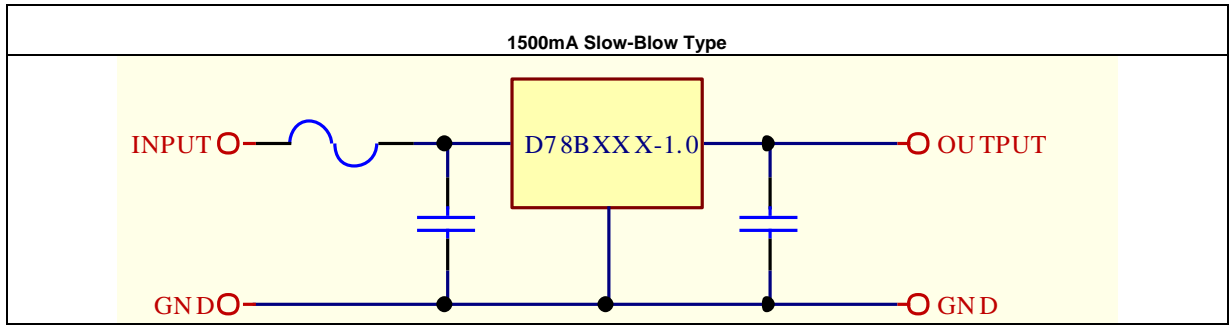 1500mA Slow-Blow Type
INPUT
D78BXXX-1.0
OUTPUT
GND
GND